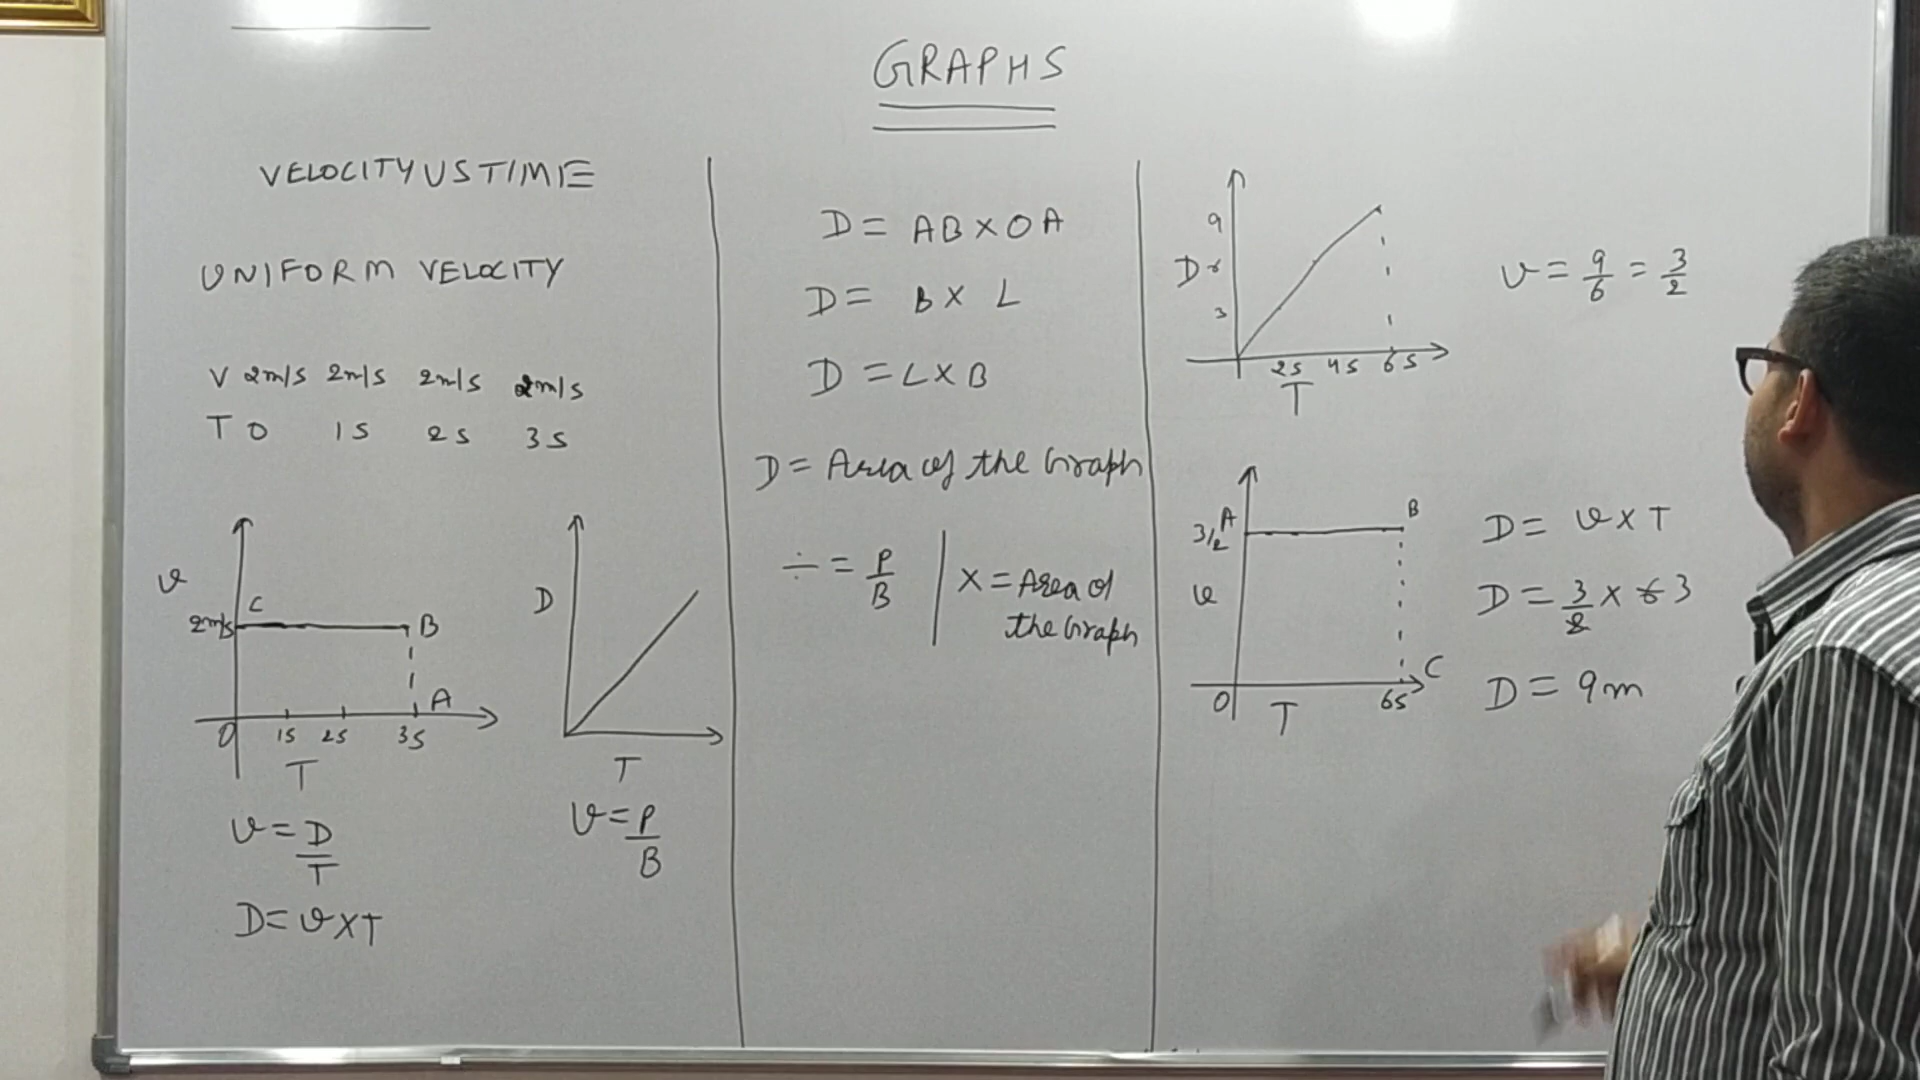 GRAPHS
VELOCITY VS TIME
UNIFORM VELOCITY
V 2m/s 2m/s 2m/s 2m/s
T 0 1s 2s 3s
v
2m/s
C
B
A
0 1s 2s 3s
T
v = D/T
D = v x T
D
T
v = P/B
D = AB x OA
D = B x L
D = L x B
D = Area of the Graph
÷ = P/B
x = Area of
the Graph
9
D 6
3
2s 4s 6s
T
v = 9/6 = 3/2
A
B
3/2
v
C
0
T
6s
D = v x T
D = 3/2 x 6 3
D = 9m